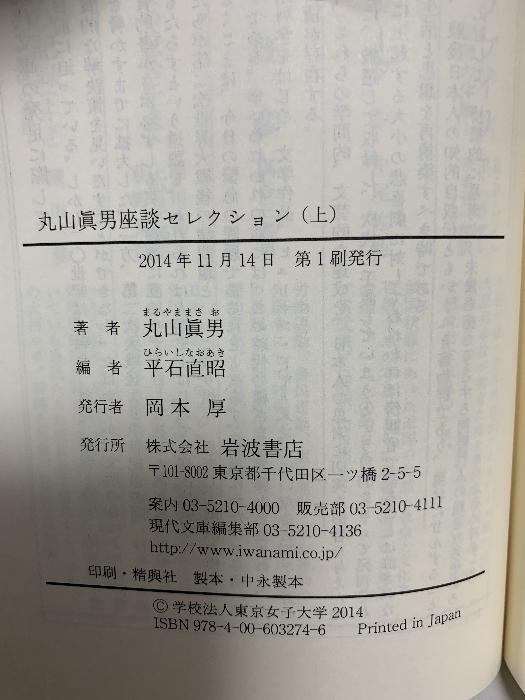 丸山眞男座談セレクション（上）
2014年11月14日　第1刷発行
まるやままさお
著者　丸山眞男
ひらいしなおあき
編者　平石直昭
発行者　岡本厚
発行所　株式会社　岩波書店
〒101-8002 東京都千代田区一ツ橋2-5-5
案内 03-5210-4000　販売部 03-5210-4111
現代文庫編集部 03-5210-4136
http://www.iwanami.co.jp/
印刷・精興社　製本・中永製本
© 学校法人東京女子大学 2014
ISBN 978-4-00-603274-6　Printed in Japan